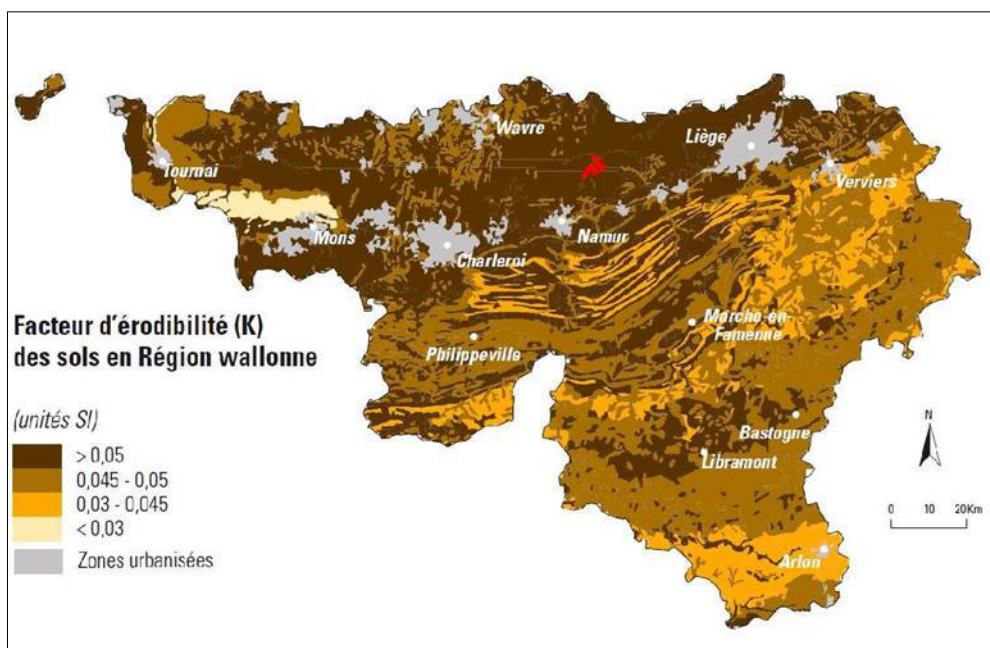 Wavre
Liège
Tournai
Verviers
Mons
Namur
Charleroi
Facteur d'érodibilité (K)
des sols en Région wallonne
Marche-en-
Famenne
Philippeville
(unités SI)
> 0,05
0,045 - 0,05
0,03 - 0,045
< 0,03
Zones urbanisées
Bastogne
Libramont
N
0 10 20Km
Arlon